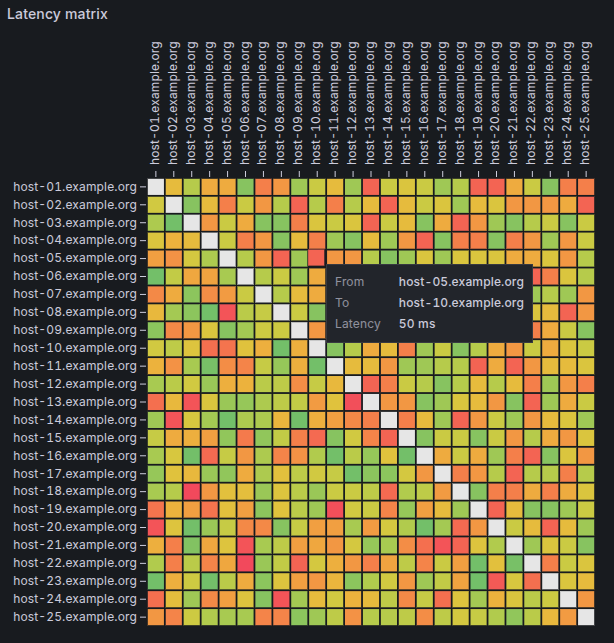 Latency matrix
host-01.example.org
host-02.example.org
host-03.example.org
host-04.example.org
host-05.example.org
host-06.example.org
host-07.example.org
host-08.example.org
host-09.example.org
host-10.example.org
host-11.example.org
host-12.example.org
host-13.example.org
host-14.example.org
host-15.example.org
host-16.example.org
host-17.example.org
host-18.example.org
host-19.example.org
host-20.example.org
host-21.example.org
host-22.example.org
host-23.example.org
host-24.example.org
host-25.example.org
host-01.example.org
host-02.example.org
host-03.example.org
host-04.example.org
host-05.example.org
host-06.example.org
From host-05.example.org
host-07.example.org
To host-10.example.org
host-08.example.org
Latency 50 ms
host-09.example.org
host-10.example.org
host-11.example.org
host-12.example.org
host-13.example.org
host-14.example.org
host-15.example.org
host-16.example.org
host-17.example.org
host-18.example.org
host-19.example.org
host-20.example.org
host-21.example.org
host-22.example.org
host-23.example.org
host-24.example.org
host-25.example.org